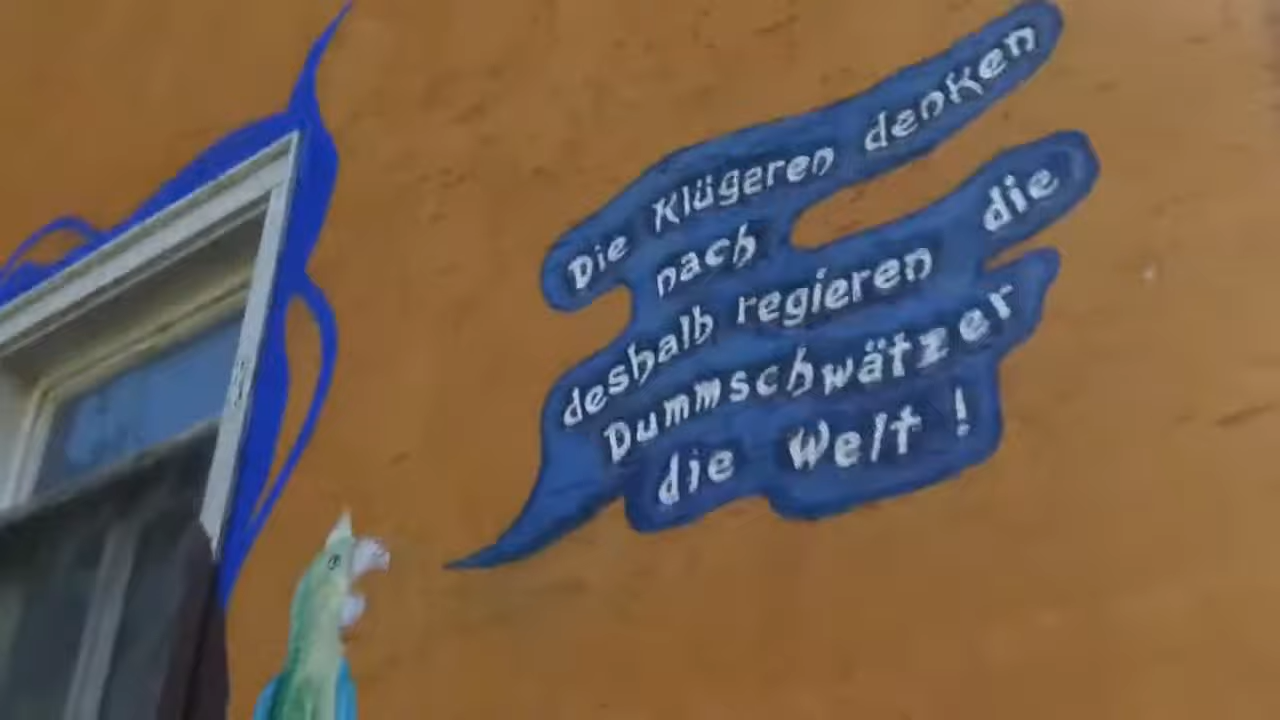 Die Klügeren denken
nach
deshalb regieren die
Dummschwätzer
die Welt !